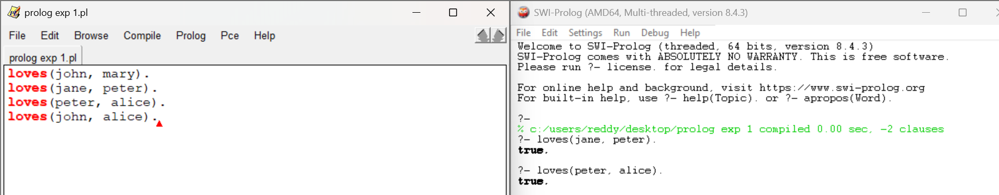 prolog exp 1.pl
File Edit Browse Compile Prolog Pce Help
prolog exp 1.pl
loves(john, mary).
loves(jane, peter).
loves(peter, alice).
loves(john, alice).
SWI-Prolog (AMD64, Multi-threaded, version 8.4.3)
File Edit Settings Run Debug Help
Welcome to SWI-Prolog (threaded, 64 bits, version 8.4.3)
SWI-Prolog comes with ABSOLUTELY NO WARRANTY. This is free software.
Please run ?- license. for legal details.
For online help and background, visit https://www.swi-prolog.org
For built-in help, use ?- help(Topic). or ?- apropos(Word).
?-
% c:/users/reddy/desktop/prolog exp 1 compiled 0.00 sec, -2 clauses
?- loves(jane, peter).
true.
?- loves(peter, alice).
true.